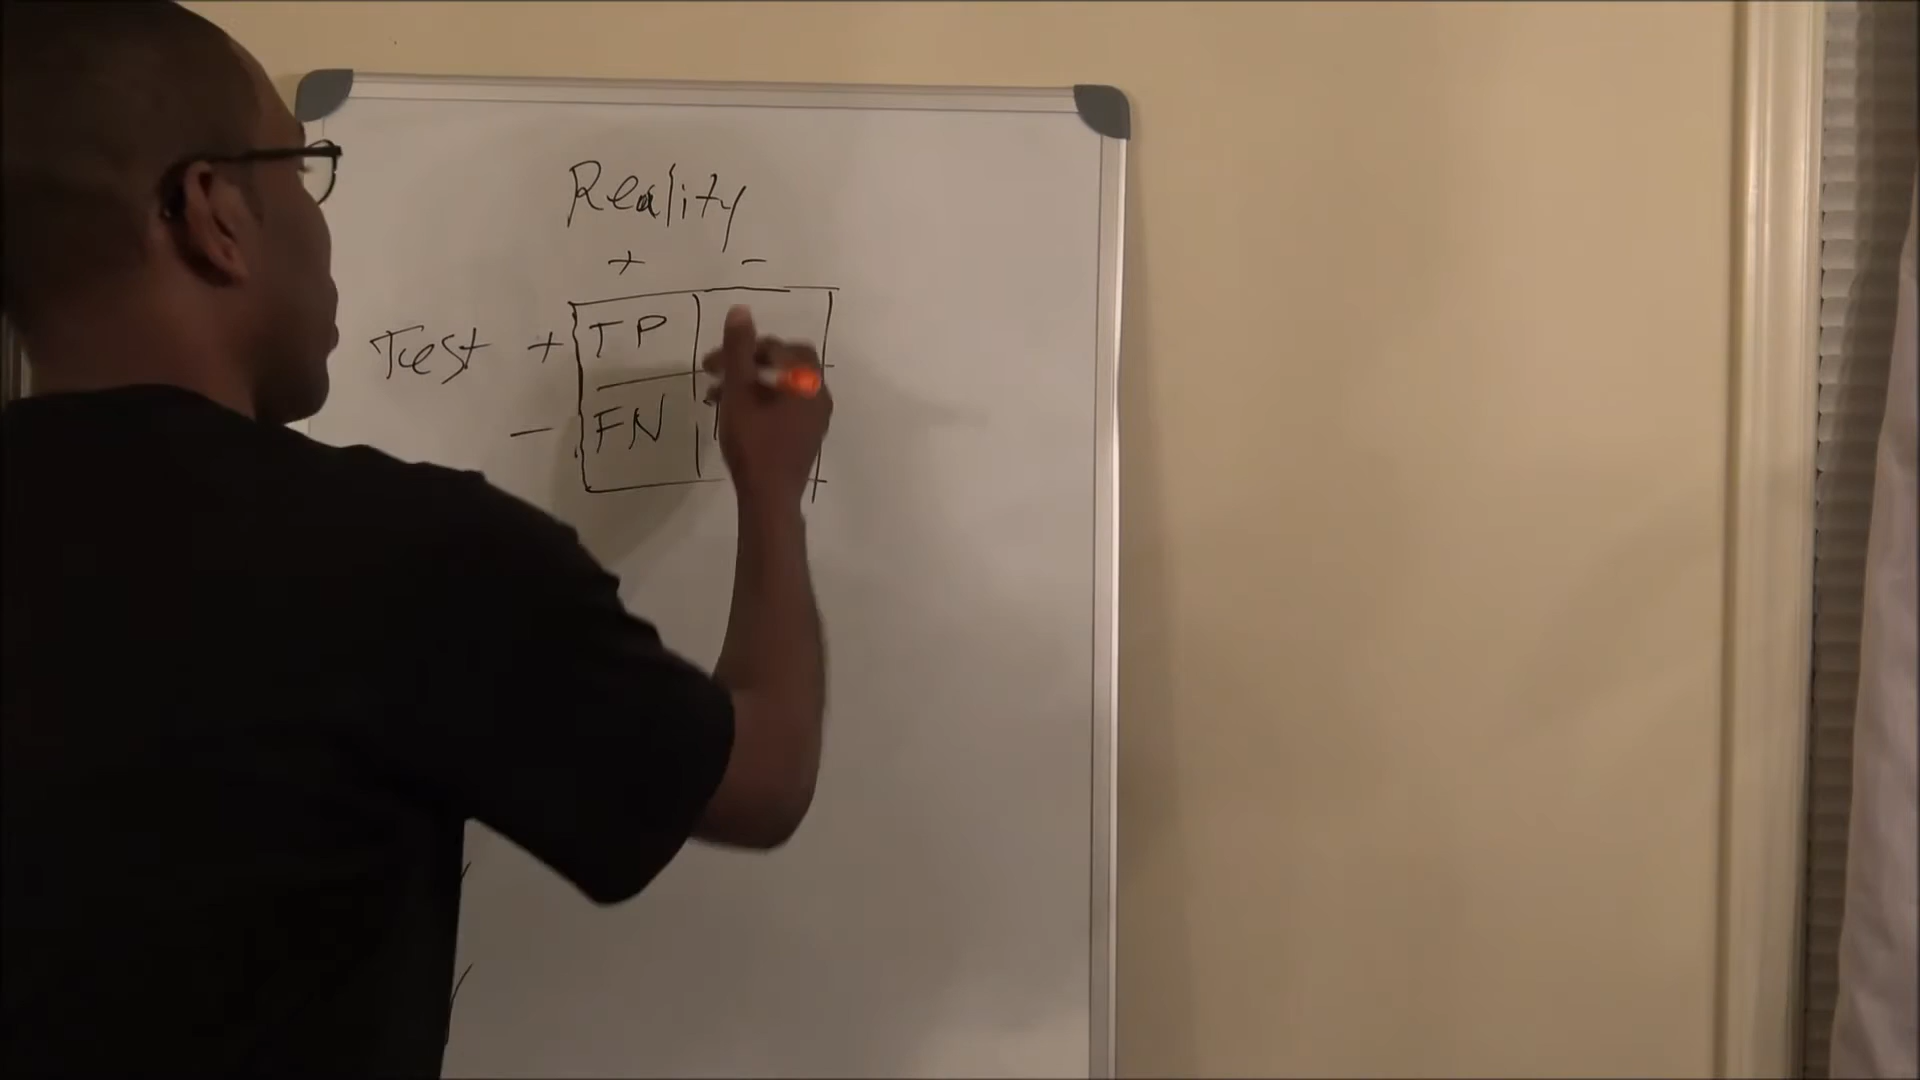 Reality
+ -
Test + TP
- FN